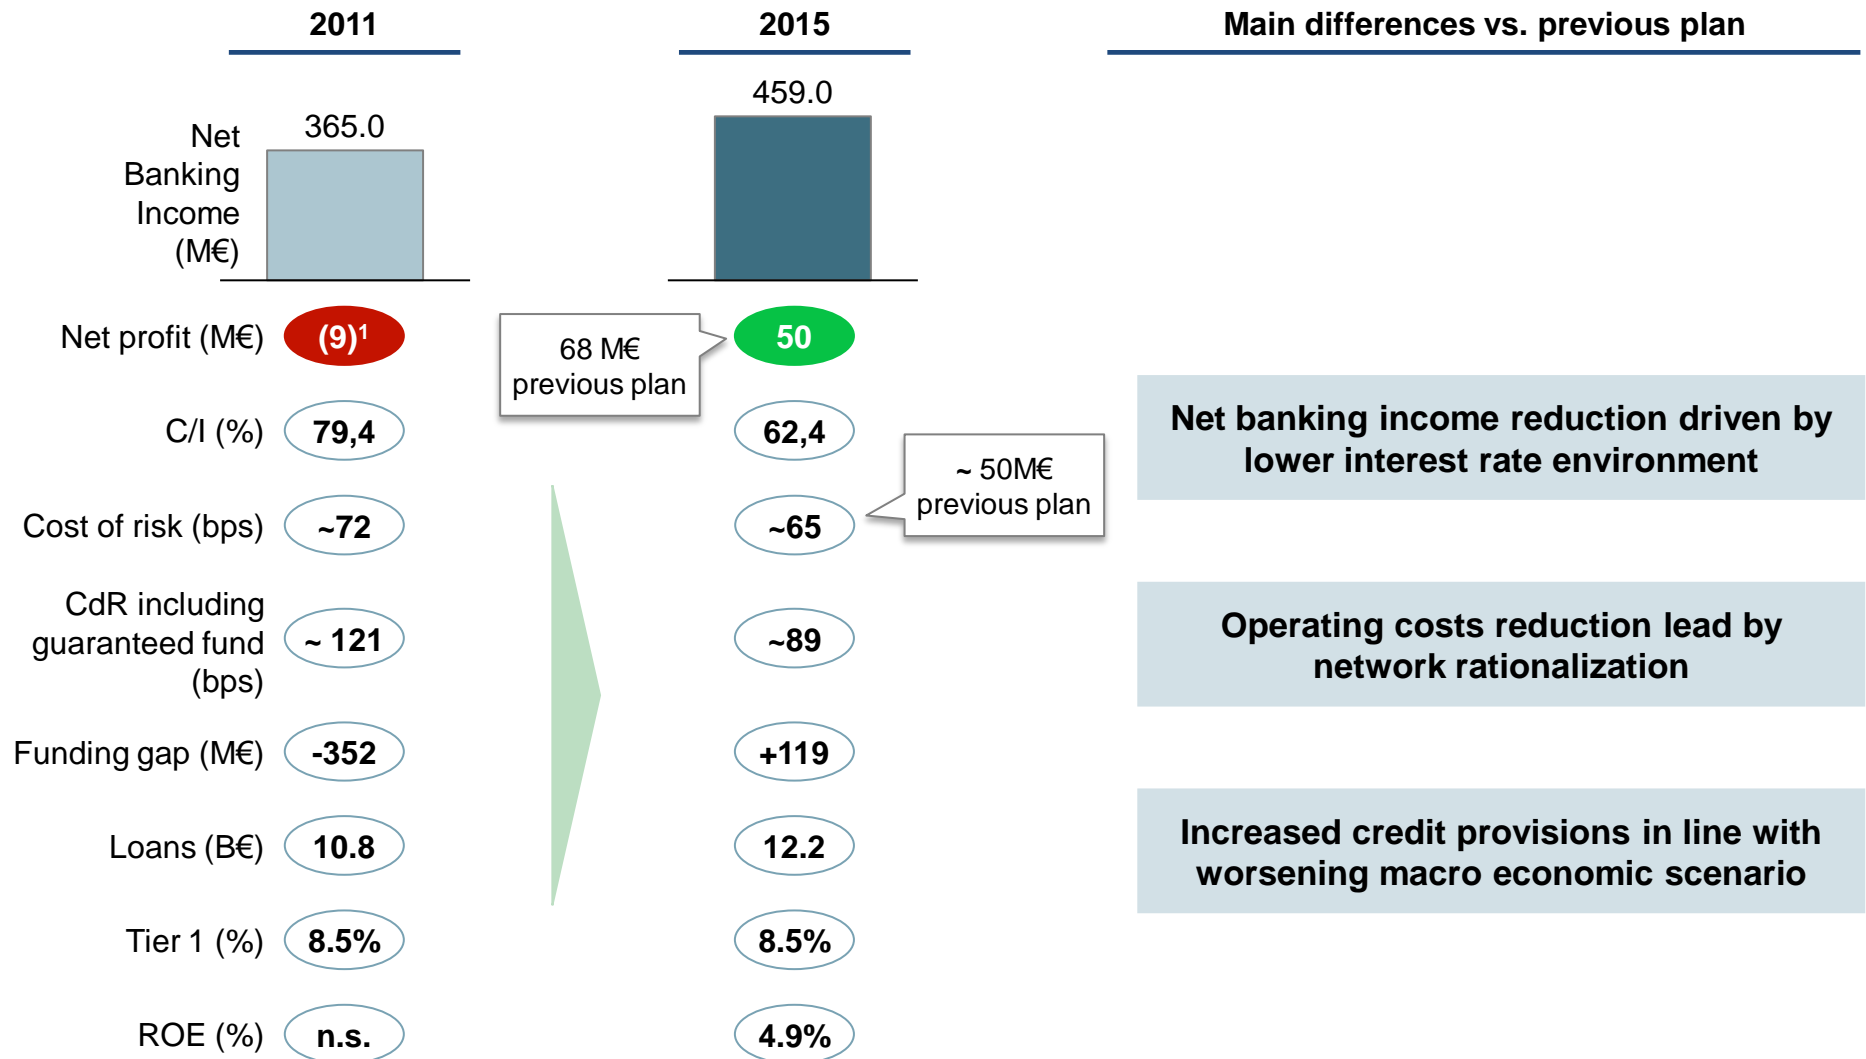 2011
2015
Main differences vs. previous plan
Net
Banking
Income
(M€)
365.0
459.0
Net profit (M€)
(9)¹
68 M€
previous plan
50
C/I (%)
79,4
62,4
Net banking income reduction driven by
lower interest rate environment
Cost of risk (bps)
~72
~65
~ 50M€
previous plan
CdR including
guaranteed fund
(bps)
~ 121
~89
Operating costs reduction lead by
network rationalization
Funding gap (M€)
-352
+119
Loans (B€)
10.8
12.2
Increased credit provisions in line with
worsening macro economic scenario
Tier 1 (%)
8.5%
8.5%
ROE (%)
n.s.
4.9%